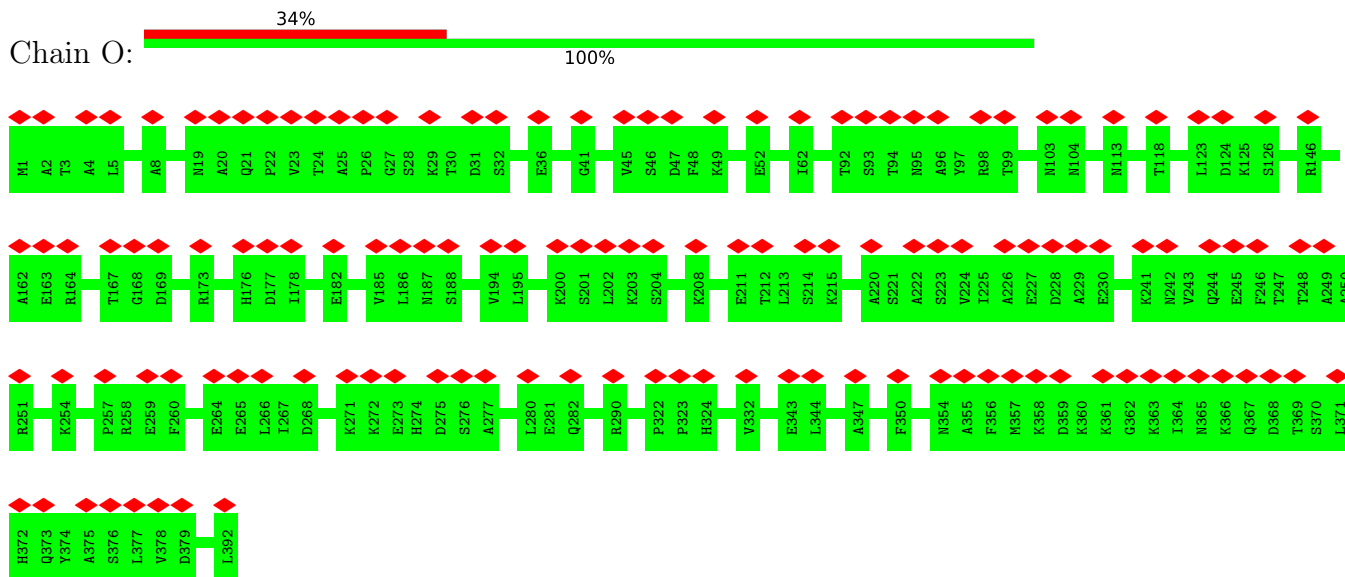 34%
Chain O:
100%
M1 A2 T3 A4 L5 A8 N19 A20 Q21 P22 V23 T24 A25 P26 G27 S28 K29 T30 D31 S32 E36 G41 V45 S46 D47 F48 K49 E52 I62 T92 S93 T94 N95 A96 Y97 R98 T99 N103 N104 N113 T118 L123 D124 K125 S126 R146
A162 E163 R164 T167 G168 D169 R173 H176 D177 I178 E182 V185 L186 N187 S188 V194 L195 K200 S201 L202 K203 S204 K208 E211 T212 L213 S214 K215 A220 S221 A222 S223 V224 I225 A226 E227 D228 A229 E230 K241 N242 V243 Q244 E245 F246 T247 T248 A249 A250
R251 K254 P257 R258 E259 F260 E264 E265 L266 I267 D268 K271 K272 E273 H274 D275 S276 A277 L280 E281 Q282 R290 P322 P323 H324 V332 E343 L344 A347 F350 N354 A355 F356 M357 K358 D359 K360 K361 G362 K363 I364 N365 K366 Q367 D368 T369 S370 L371
H372 Q373 Y374 A375 S376 L377 V378 D379 L392